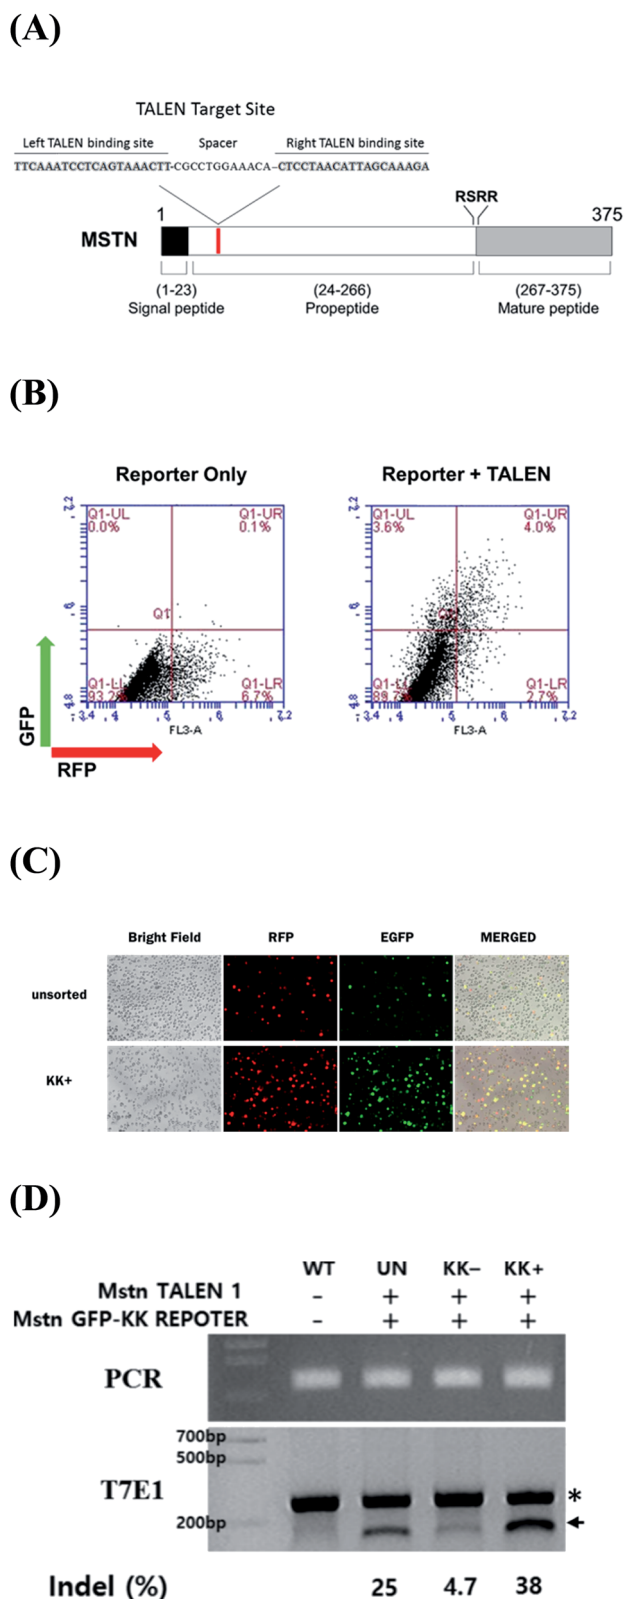 (A)
TALEN Target Site
Left TALEN binding site Spacer Right TALEN binding site
TTCAAATCCTCAGTAAACTT-CGCCTGGAAACA-CTCCTAACATTAGCAAAGA
RSRR
1 375
MSTN
(1-23) (24-266) (267-375)
Signal peptide Propeptide Mature peptide
(B)
Reporter Only Reporter + TALEN
Q1-UL Q1-UR Q1-UL Q1-UR
0.0% 0.1% 3.6% 4.0%
Q1
Q1-LL Q1-LR Q1-LR
6.7% 2.7%
FL3-A FL3-A
GFP
RFP
(C)
Bright Field RFP EGFP MERGED
unsorted
KK+
(D)
WT UN KK- KK+
Mstn TALEN 1 - + + +
Mstn GFP-KK REPOTER - + + +
PCR
700bp
500bp
T7E1 *
200bp
Indel (%) 25 4.7 38